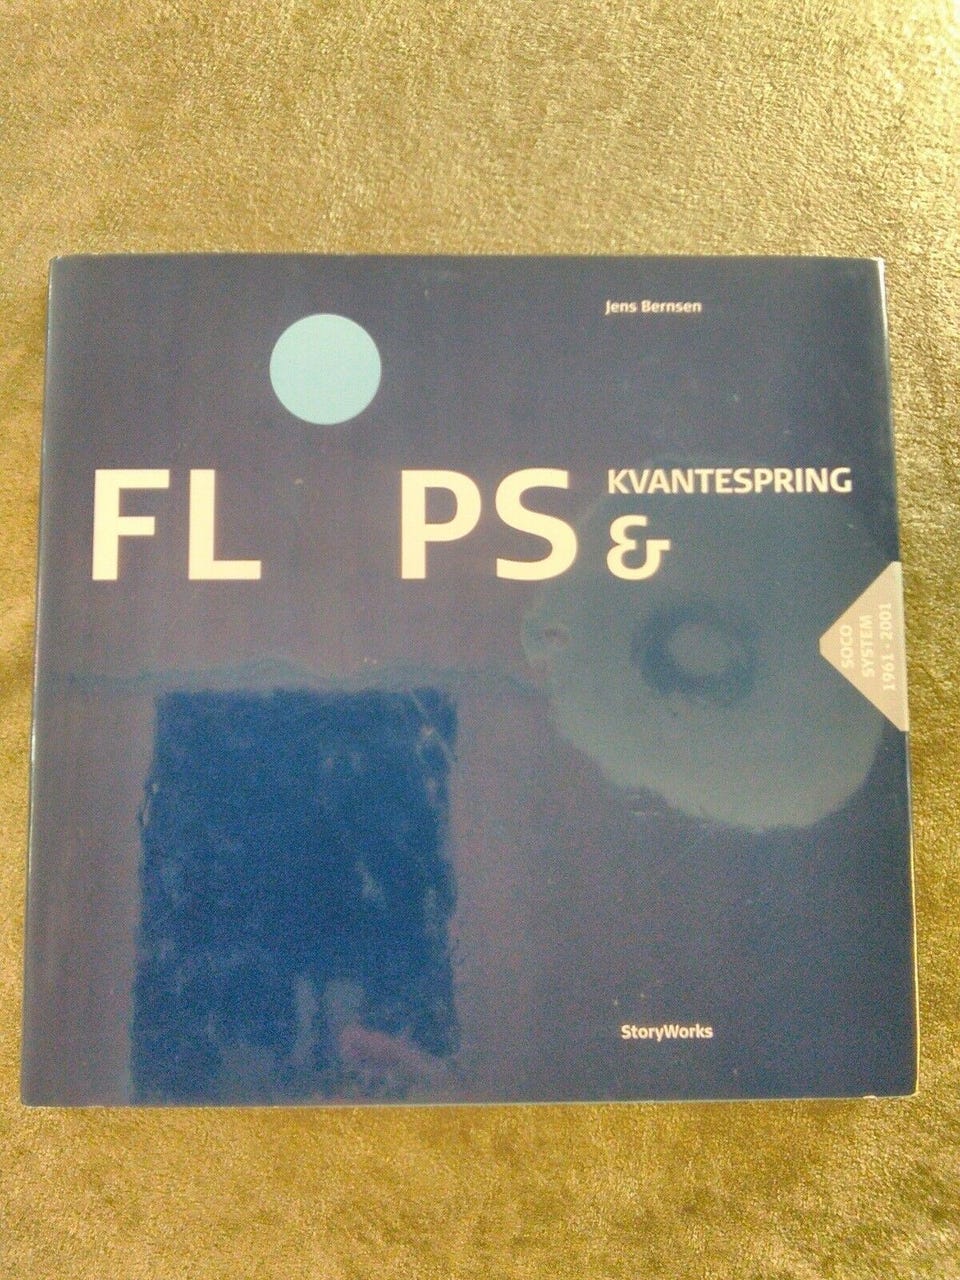 Jens Bernsen
FL PS
KVANTESPRING
&
SOCO
SYSTEM
1961 - 2001
StoryWorks